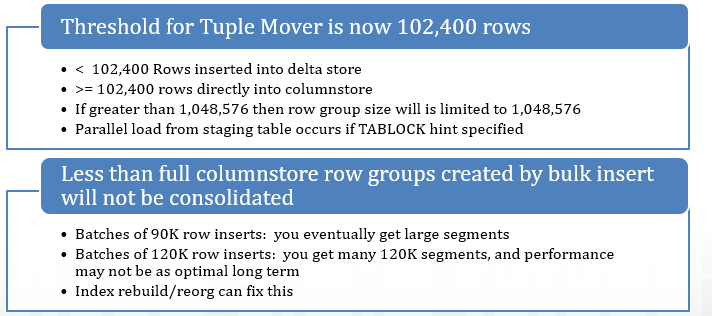 Threshold for Tuple Mover is now 102,400 rows
• < 102,400 Rows inserted into delta store
• >= 102,400 rows directly into columnstore
• If greater than 1,048,576 then row group size will is limited to 1,048,576
• Parallel load from staging table occurs if TABLOCK hint specified
Less than full columnstore row groups created by bulk insert
will not be consolidated
• Batches of 90K row inserts: you eventually get large segments
• Batches of 120K row inserts: you get many 120K segments, and performance
may not be as optimal long term
• Index rebuild/reorg can fix this